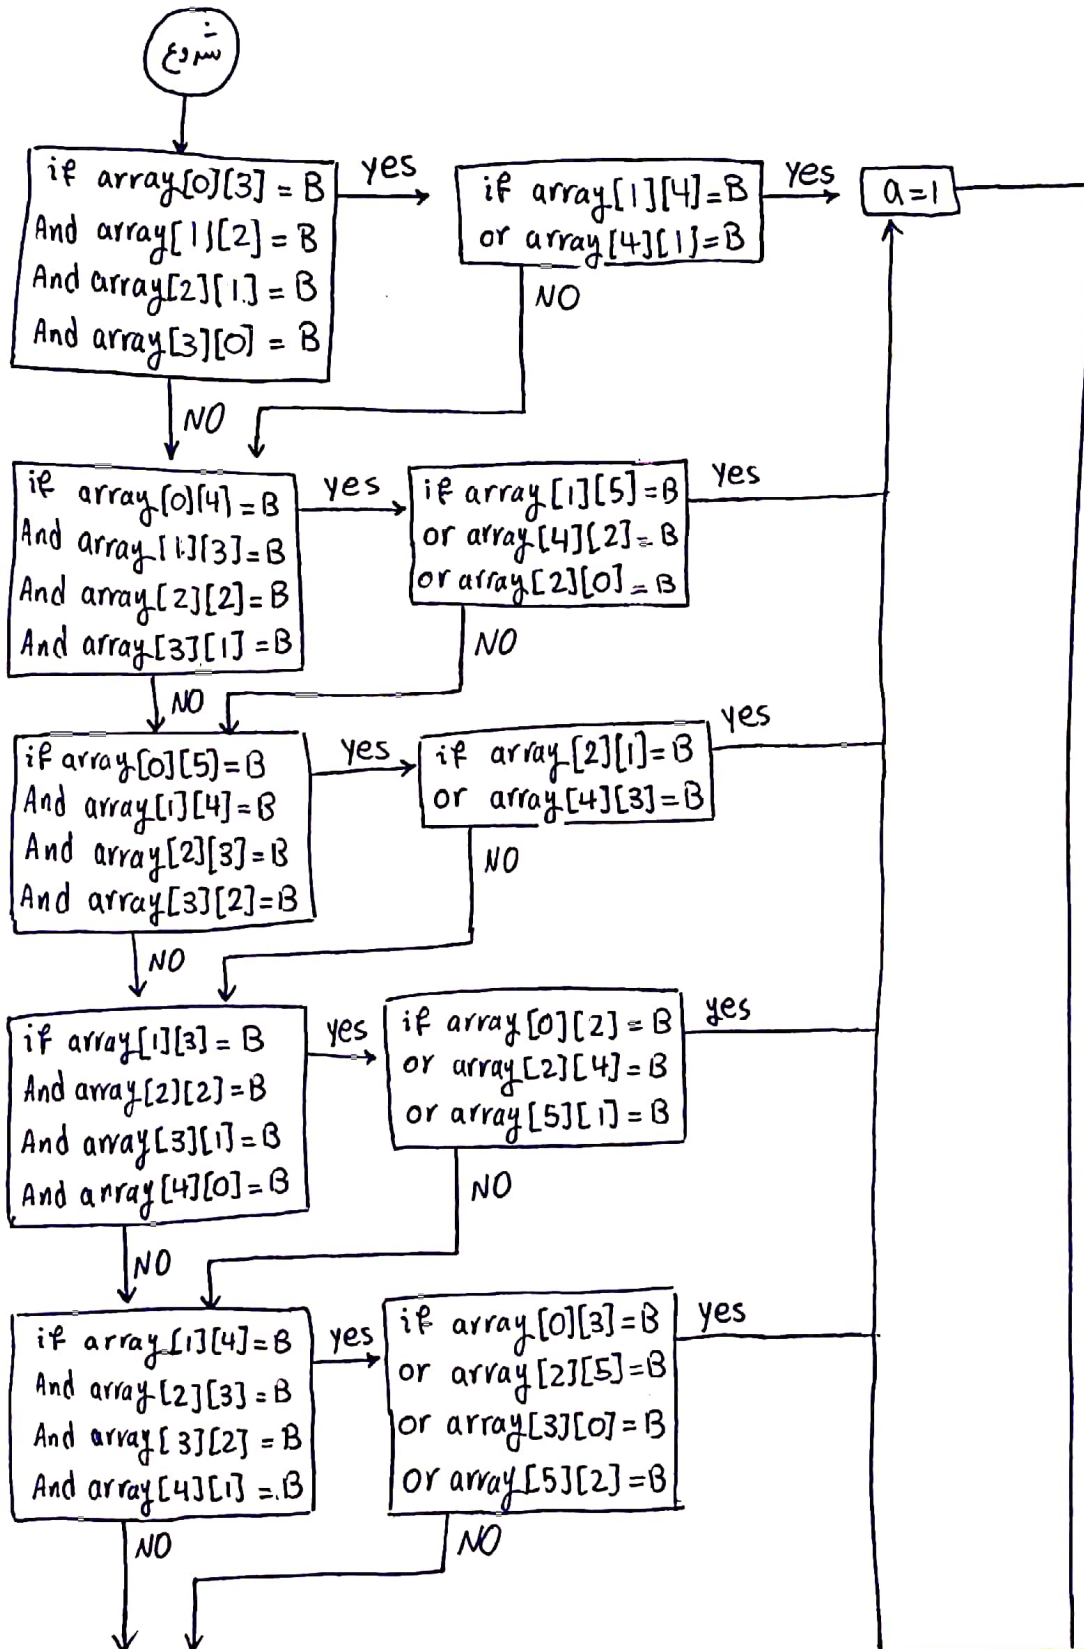 شروع
if array[0][3] = B
And array[1][2] = B
And array[2][1] = B
And array[3][0] = B
yes
if array[1][4]=B
or array[4][1]=B
yes
a=1
NO
NO
if array[0][4]=B
And array[1][3]=B
And array[2][2]=B
And array[3][1]=B
yes
if array[1][5]=B
or array[4][2]=B
or array[2][0]=B
yes
NO
NO
if array[0][5]=B
And array[1][4]=B
And array[2][3]=B
And array[3][2]=B
yes
if array[2][1]=B
or array[4][3]=B
yes
NO
NO
if array[1][3]=B
And array[2][2]=B
And array[3][1]=B
And array[4][0]=B
yes
if array[0][2]=B
or array[2][4]=B
or array[5][1]=B
yes
NO
NO
if array[1][4]=B
And array[2][3]=B
And array[3][2]=B
And array[4][1]=B
yes
if array[0][3]=B
or array[2][5]=B
or array[3][0]=B
or array[5][2]=B
yes
NO
NO